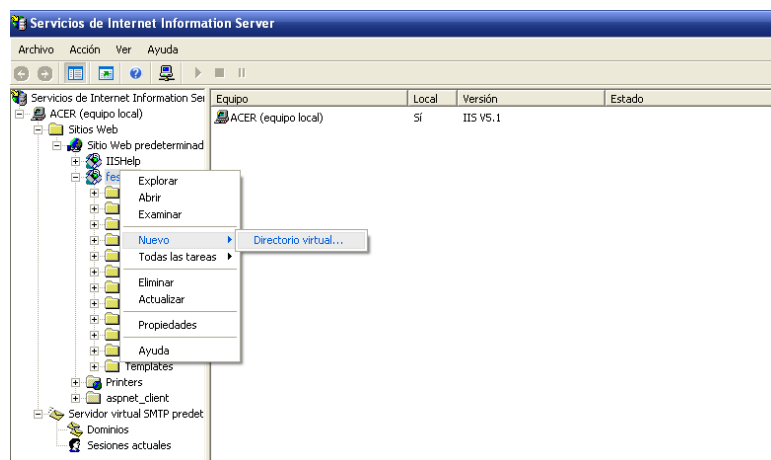 Servicios de Internet Information Server
Archivo Acción Ver Ayuda
Servicios de Internet Information Ser
Equipo Local Versión Estado
ACER (equipo local)
ACER (equipo local) Sí IIS V5.1
Sitios Web
Sitio Web predeterminad
IISHelp
fes
Explorar
Abrir
Examinar
Nuevo
Directorio virtual...
Todas las tareas
Eliminar
Actualizar
Propiedades
Ayuda
Templates
Printers
aspnet_client
Servidor virtual SMTP predet
Dominios
Sesiones actuales